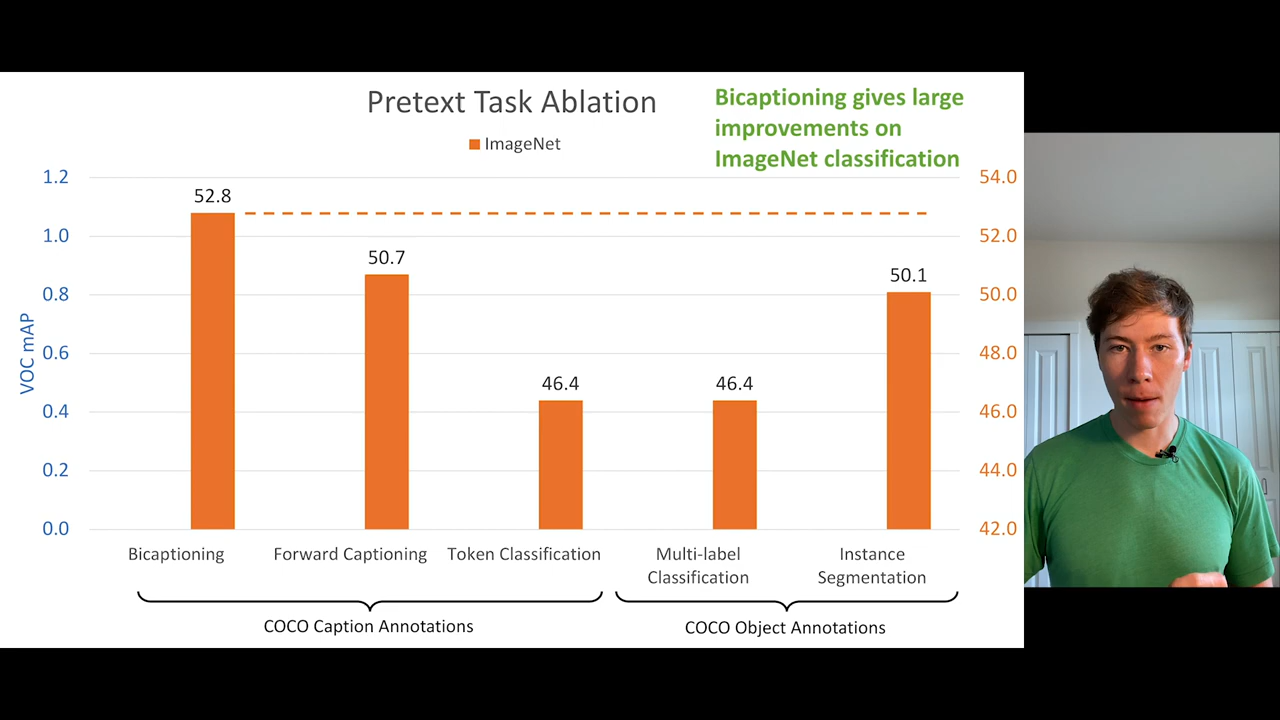 Pretext Task Ablation
ImageNet
Bicaptioning gives large
improvements on
ImageNet classification
VOC mAP
1.2
1.0
0.8
0.6
0.4
0.2
0.0
54.0
52.0
50.0
48.0
46.0
44.0
42.0
52.8
50.7
46.4
46.4
50.1
Bicaptioning
Forward Captioning
Token Classification
Multi-label
Classification
Instance
Segmentation
COCO Caption Annotations
COCO Object Annotations